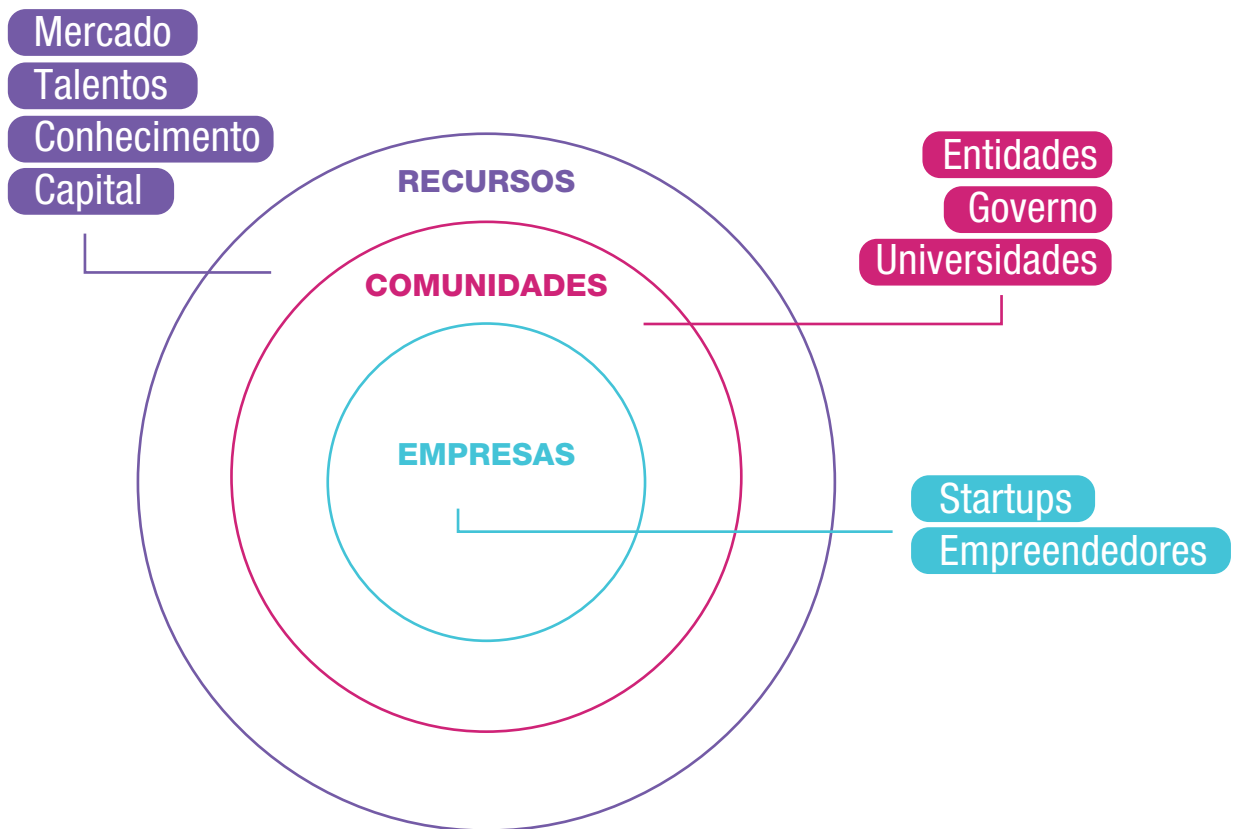 Mercado
Talentos
Conhecimento
Capital
RECURSOS
COMUNIDADES
EMPRESAS
Entidades
Governo
Universidades
Startups
Empreendedores